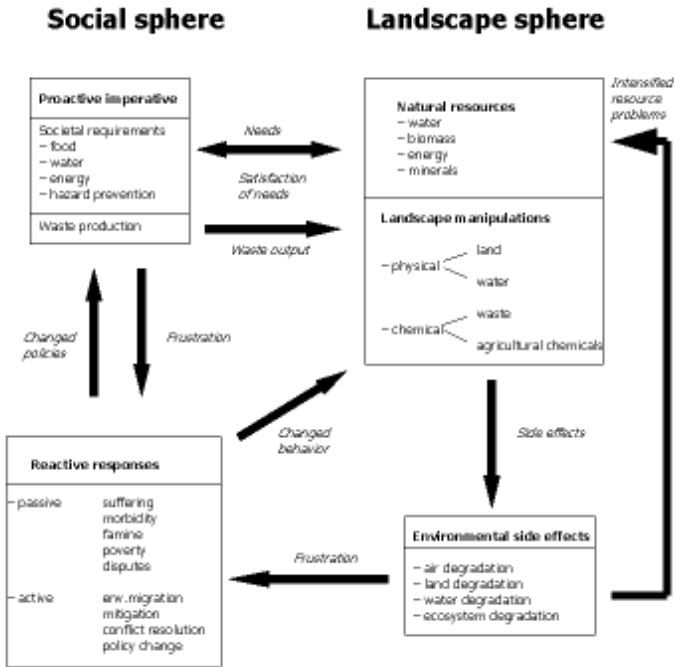 Social sphere
Landscape sphere
Proactive imperative
Societal requirements
– food
– water
– energy
– hazard prevention
Waste production
Needs
Satisfaction
of needs
Waste output
Natural resources
– water
– biomass
– energy
– minerals
Landscape manipulations
– physical
land
water
– chemical
waste
agricultural chemicals
Intensified
resource
problems
Changed
policies
Frustration
Changed
behavior
Side effects
Reactive responses
– passive
suffering
morbidity
famine
poverty
disputes
– active
env.migration
mitigation
conflict resolution
policy change
Frustration
Environmental side effects
– air degradation
– land degradation
– water degradation
– ecosystem degradation